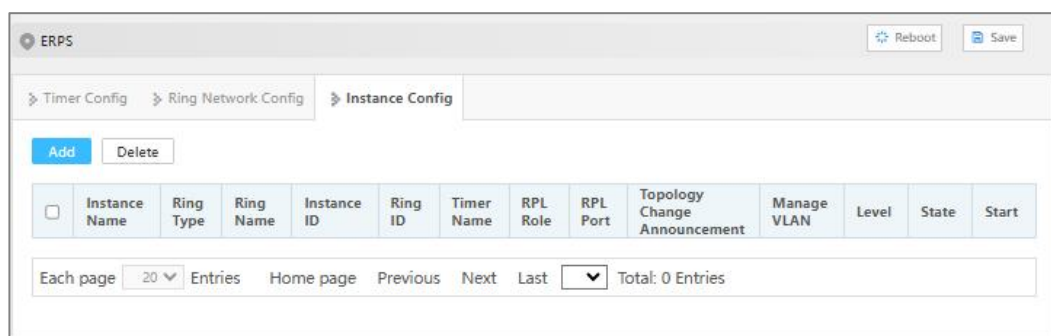 ERPS Reboot Save
Timer Config Ring Network Config Instance Config
Add Delete
Instance Name Ring Type Ring Name Instance ID Ring ID Timer Name RPL Role RPL Port Topology Change Announcement Manage VLAN Level State Start
Each page 20 Entries Home page Previous Next Last Total: 0 Entries